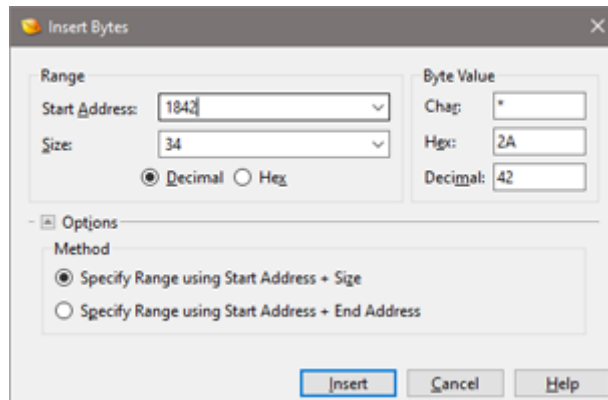 Insert Bytes
Range
Start Address: 1842
Size: 34
Decimal Hex
Byte Value
Char: *
Hex: 2A
Decimal: 42
Options
Method
Specify Range using Start Address + Size
Specify Range using Start Address + End Address
Insert Cancel Help